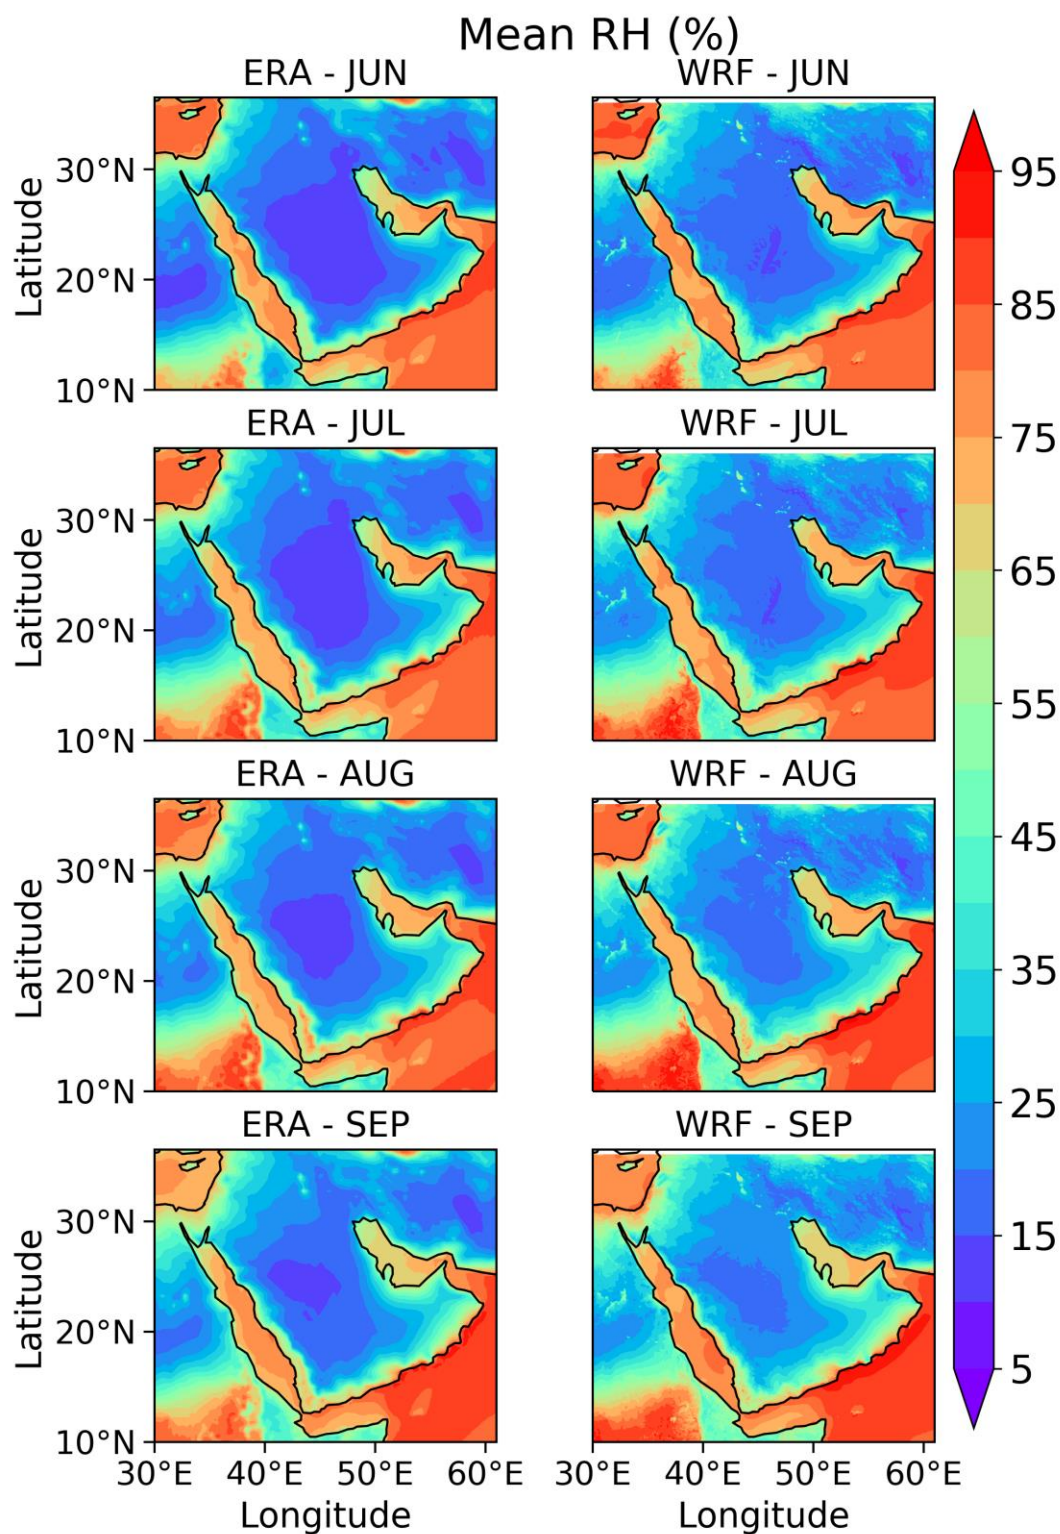 Mean RH (%)
ERA - JUN
WRF - JUN
30°N
20°N
10°N
Latitude
ERA - JUL
WRF - JUL
30°N
20°N
10°N
Latitude
ERA - AUG
WRF - AUG
30°N
20°N
10°N
Latitude
ERA - SEP
WRF - SEP
30°N
20°N
10°N
Latitude
30°E
40°E
50°E
60°E
30°E
40°E
50°E
60°E
Longitude
Longitude
95
85
75
65
55
45
35
25
15
5